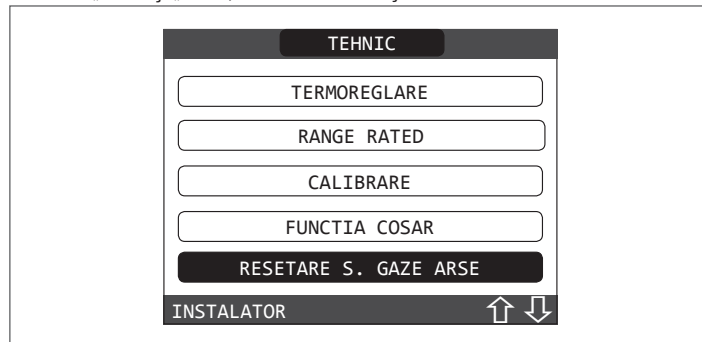 TEHNIC
TERMOREGLARE
RANGE RATED
CALIBRARE
FUNCTIA COSAR
RESETARE S. GAZE ARSE
INSTALATOR